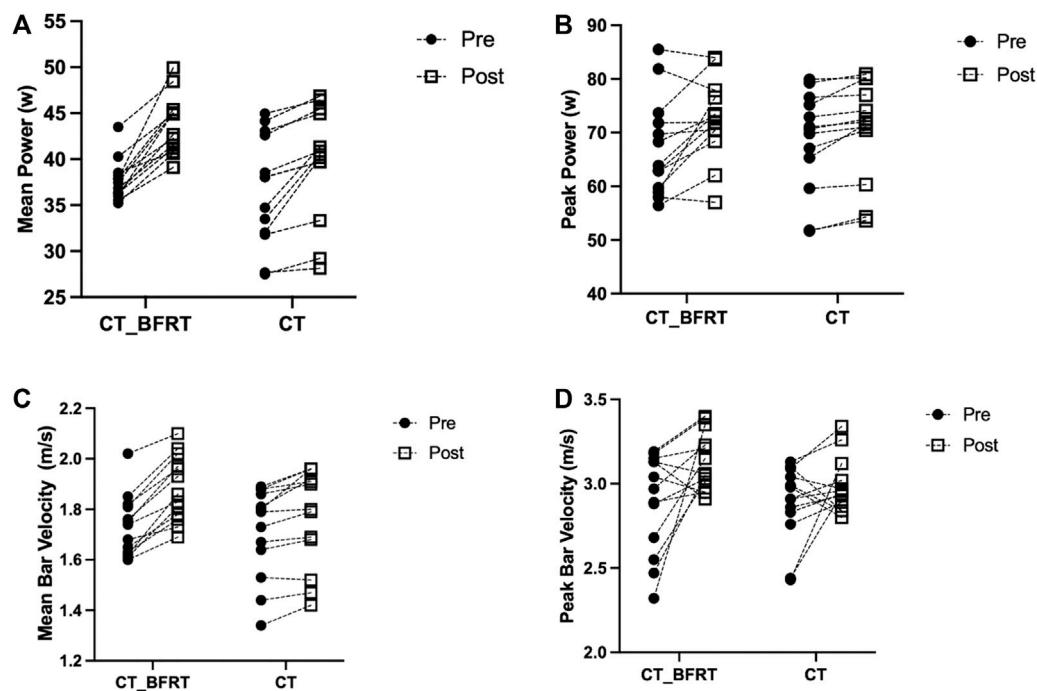 A
Mean Power (w)
55
50
45
40
35
30
25
CT_BFRT
CT
Pre
Post
B
Peak Power (w)
90
80
70
60
50
40
CT_BFRT
CT
Pre
Post
C
Mean Bar Velocity (m/s)
2.2
2.0
1.8
1.6
1.4
1.2
CT_BFRT
CT
Pre
Post
D
Peak Bar Velocity (m/s)
3.5
3.0
2.5
2.0
CT_BFRT
CT
Pre
Post